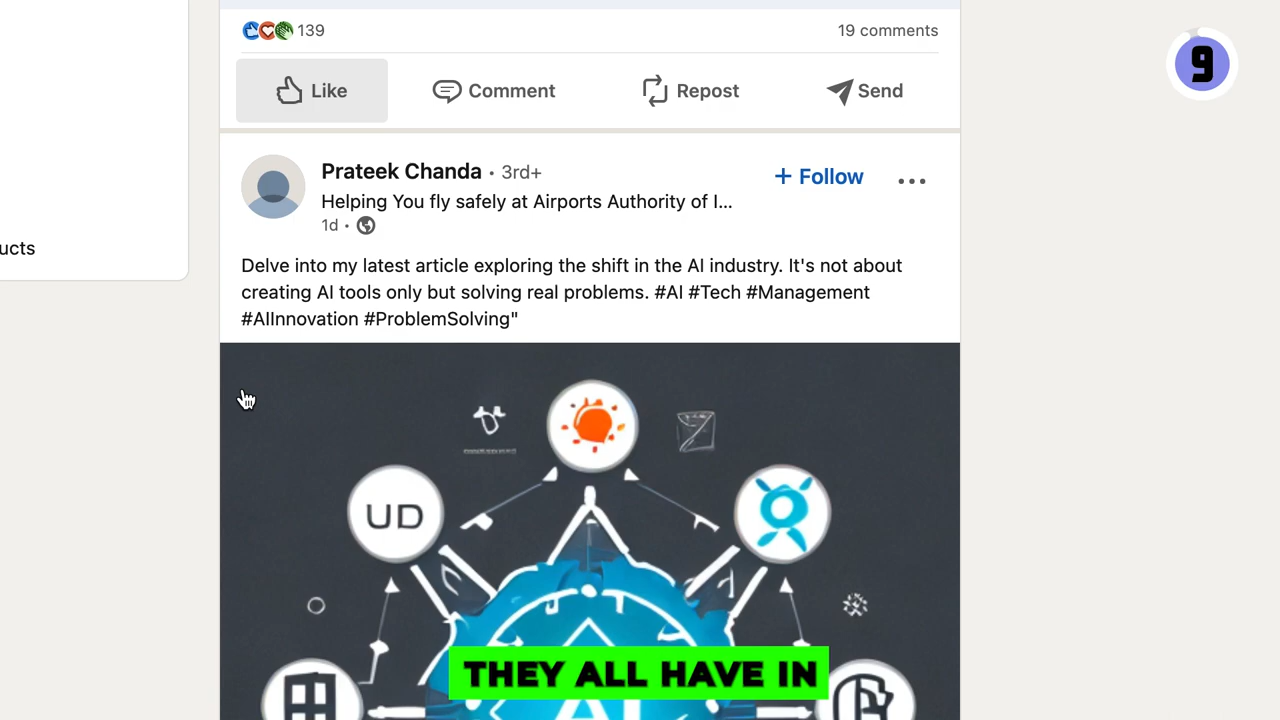 139
19 comments
Like
Comment
Repost
Send
9
Prateek Chanda • 3rd+
+ Follow
Helping You fly safely at Airports Authority of I...
1d •
ucts
Delve into my latest article exploring the shift in the AI industry. It's not about
creating AI tools only but solving real problems. #AI #Tech #Management
#AIInnovation #ProblemSolving"
UD
THEY ALL HAVE IN
AI